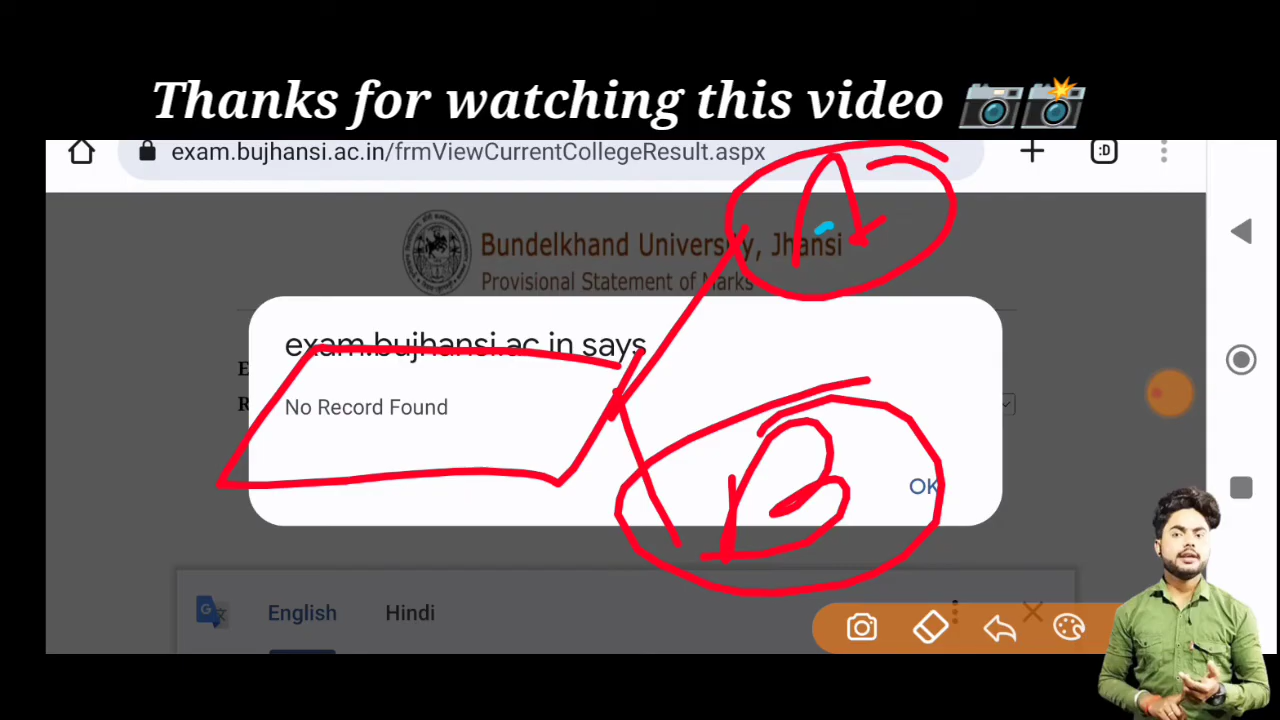 Thanks for watching this video 📷📸
exam.bujhansi.ac.in/frmViewCurrentCollegeResult.aspx
:D
Bundelkhand University, Jhansi
Provisional Statement of Marks
A
exam.bujhansi.ac.in says
E
No Record Found
R
B
OK
English Hindi